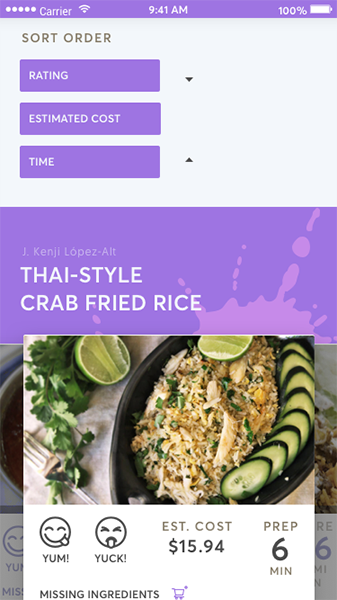 Carrier 9:41 AM 100%
SORT ORDER
RATING
ESTIMATED COST
TIME
J. Kenji López-Alt
THAI-STYLE
CRAB FRIED RICE
YUM!
YUCK!
EST. COST
$15.94
PREP
6
MIN
MISSING INGREDIENTS